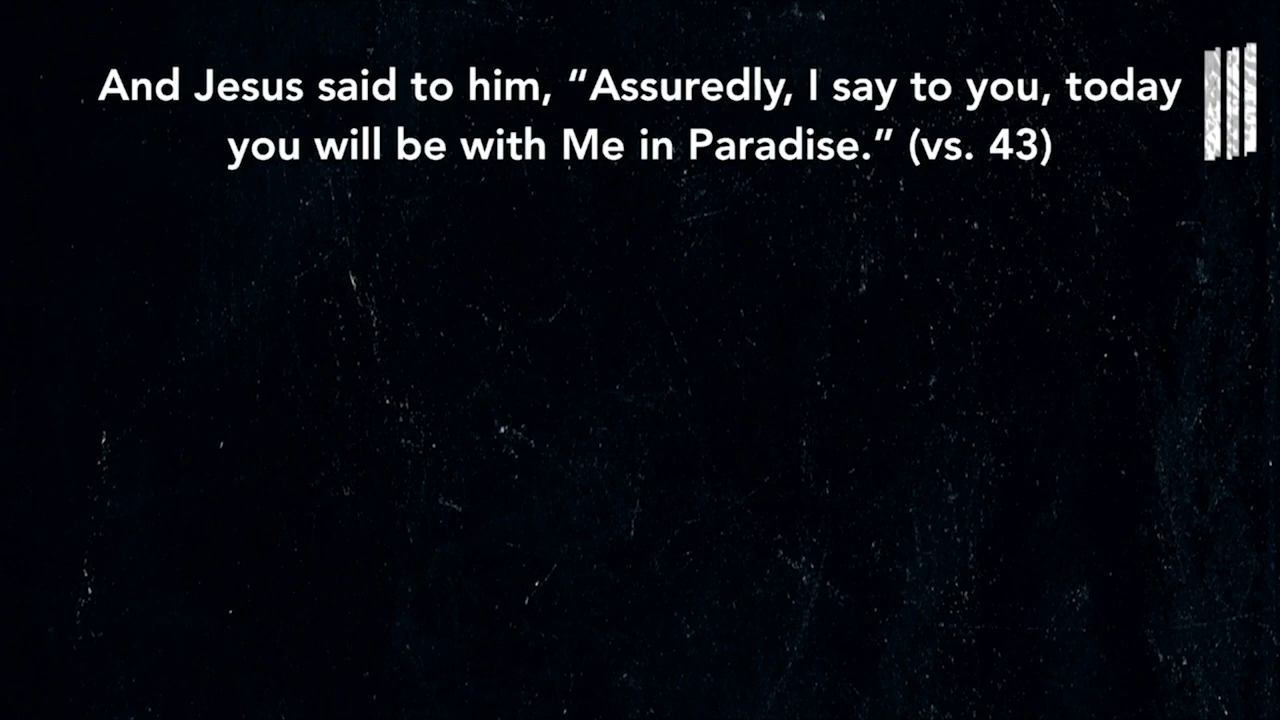 And Jesus said to him, “Assuredly, I say to you, today
you will be with Me in Paradise.” (vs. 43)